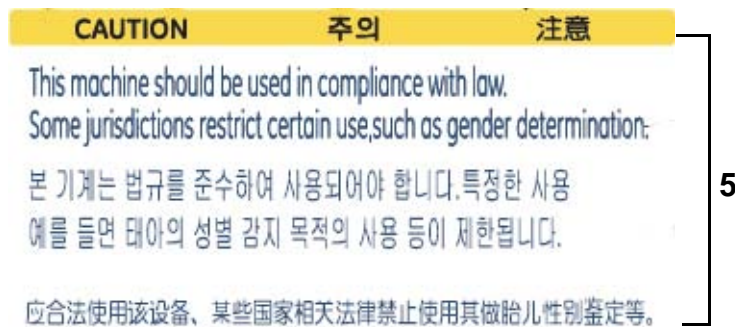 CAUTION 주의 注意
This machine should be used in compliance with law.
Some jurisdictions restrict certain use,such as gender determination.
본 기계는 법규를 준수하여 사용되어야 합니다.특정한 사용
예를 들면 태아의 성별 감지 목적의 사용 등이 제한됩니다.
应合法使用该设备、某些国家相关法律禁止使用其做胎儿性别鉴定等。
5